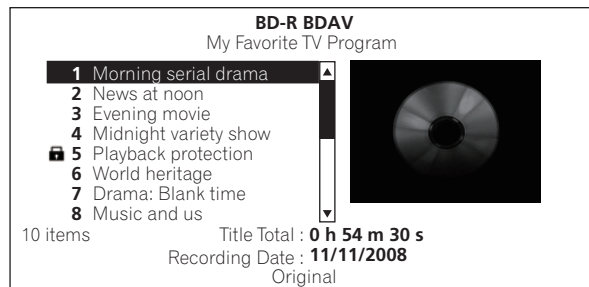 BD-R BDAV
My Favorite TV Program
1 Morning serial drama
2 News at noon
3 Evening movie
4 Midnight variety show
5 Playback protection
6 World heritage
7 Drama: Blank time
8 Music and us
10 items Title Total : 0 h 54 m 30 s
Recording Date : 11/11/2008
Original